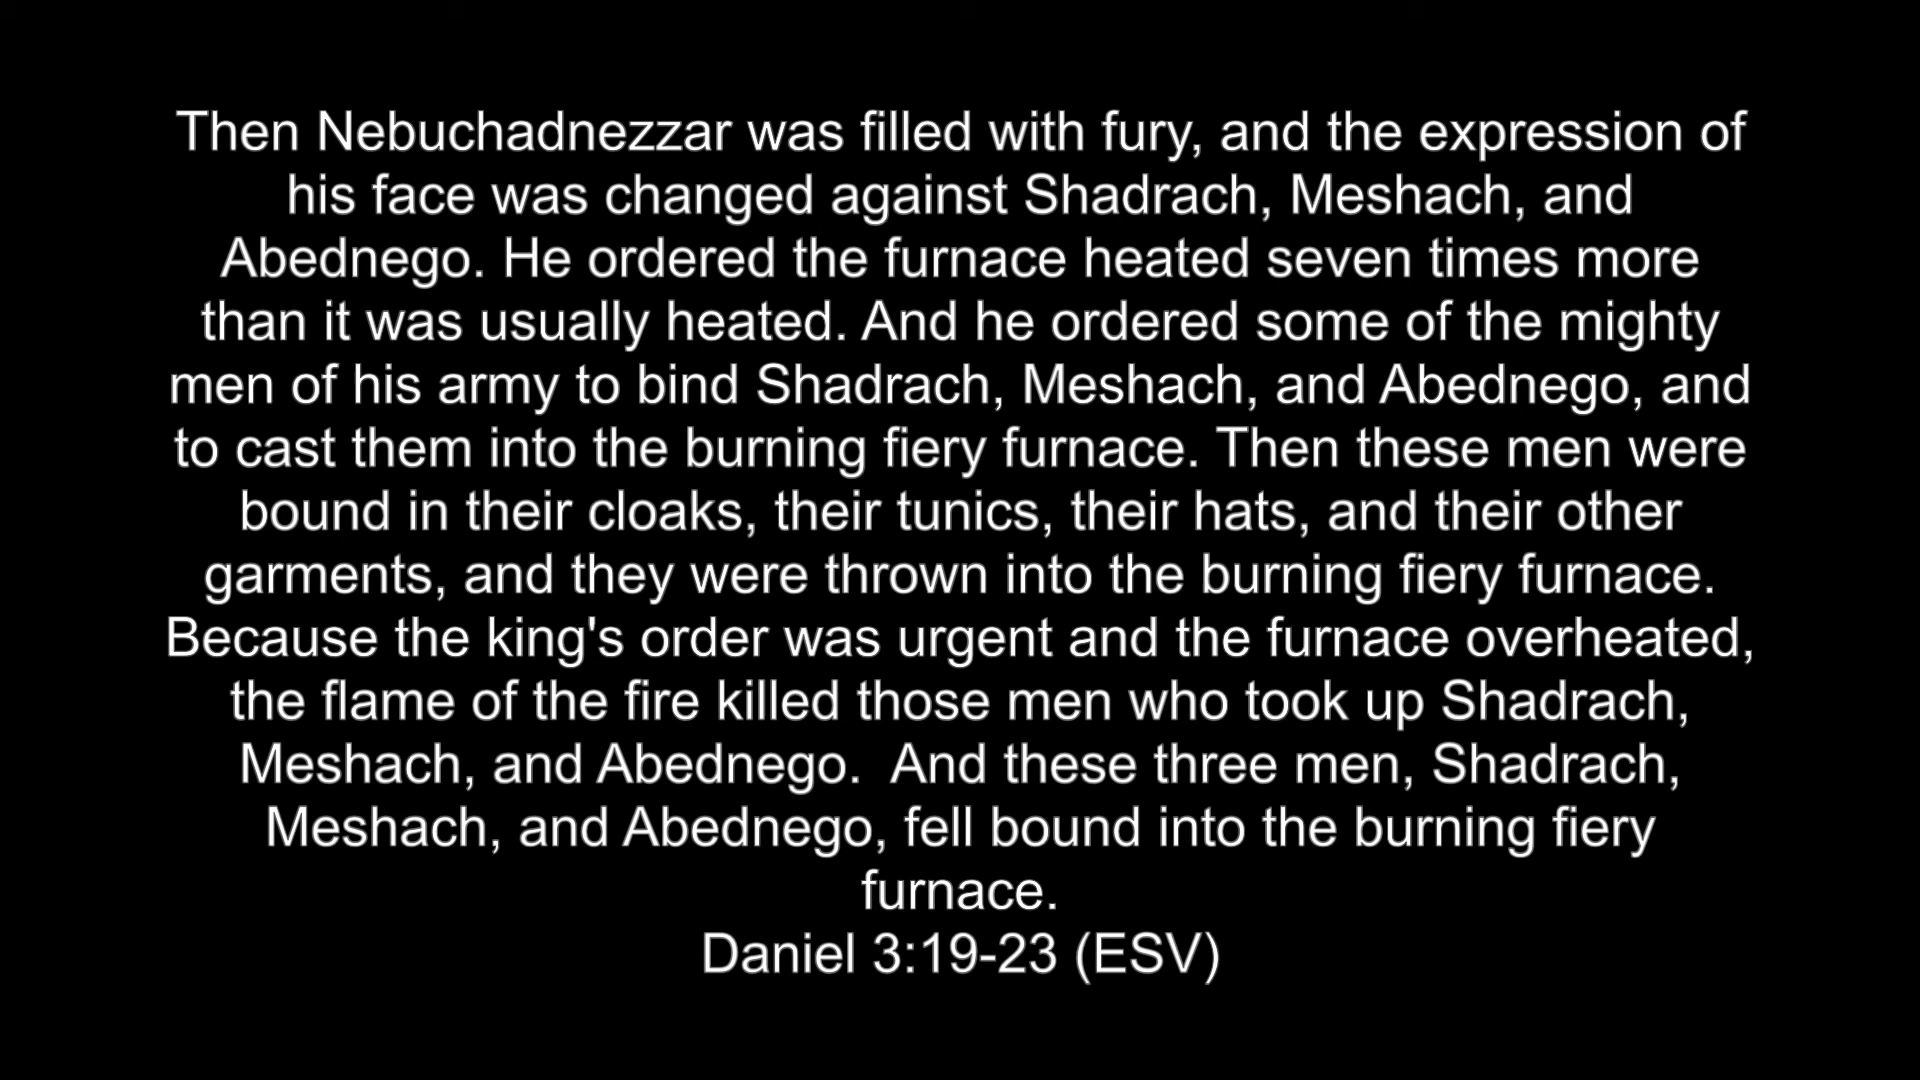 Then Nebuchadnezzar was filled with fury, and the expression of
his face was changed against Shadrach, Meshach, and
Abednego. He ordered the furnace heated seven times more
than it was usually heated. And he ordered some of the mighty
men of his army to bind Shadrach, Meshach, and Abednego, and
to cast them into the burning fiery furnace. Then these men were
bound in their cloaks, their tunics, their hats, and their other
garments, and they were thrown into the burning fiery furnace.
Because the king's order was urgent and the furnace overheated,
the flame of the fire killed those men who took up Shadrach,
Meshach, and Abednego.  And these three men, Shadrach,
Meshach, and Abednego, fell bound into the burning fiery
furnace.
Daniel 3:19-23 (ESV)